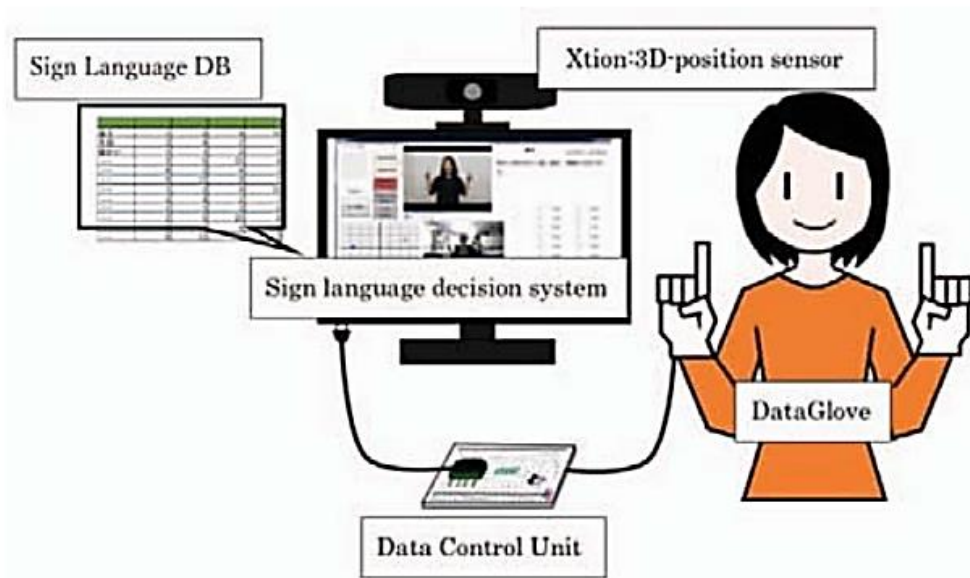 Sign Language DB
Xtion:3D-position sensor
Sign language decision system
DataGlove
Data Control Unit